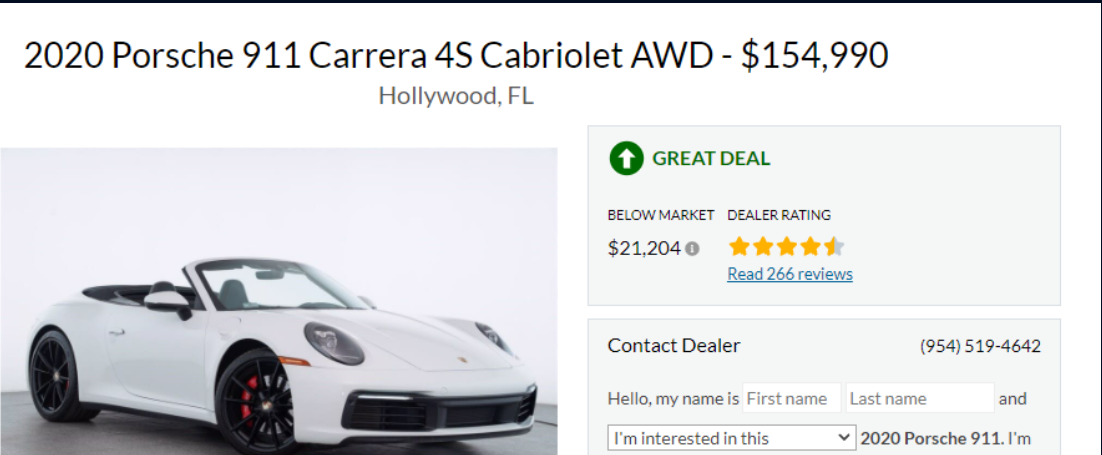 2020 Porsche 911 Carrera 4S Cabriolet AWD - $154,990
Hollywood, FL
GREAT DEAL
BELOW MARKET DEALER RATING
$21,204
Read 266 reviews
Contact Dealer (954) 519-4642
Hello, my name is First name Last name and
I'm interested in this 2020 Porsche 911. I'm